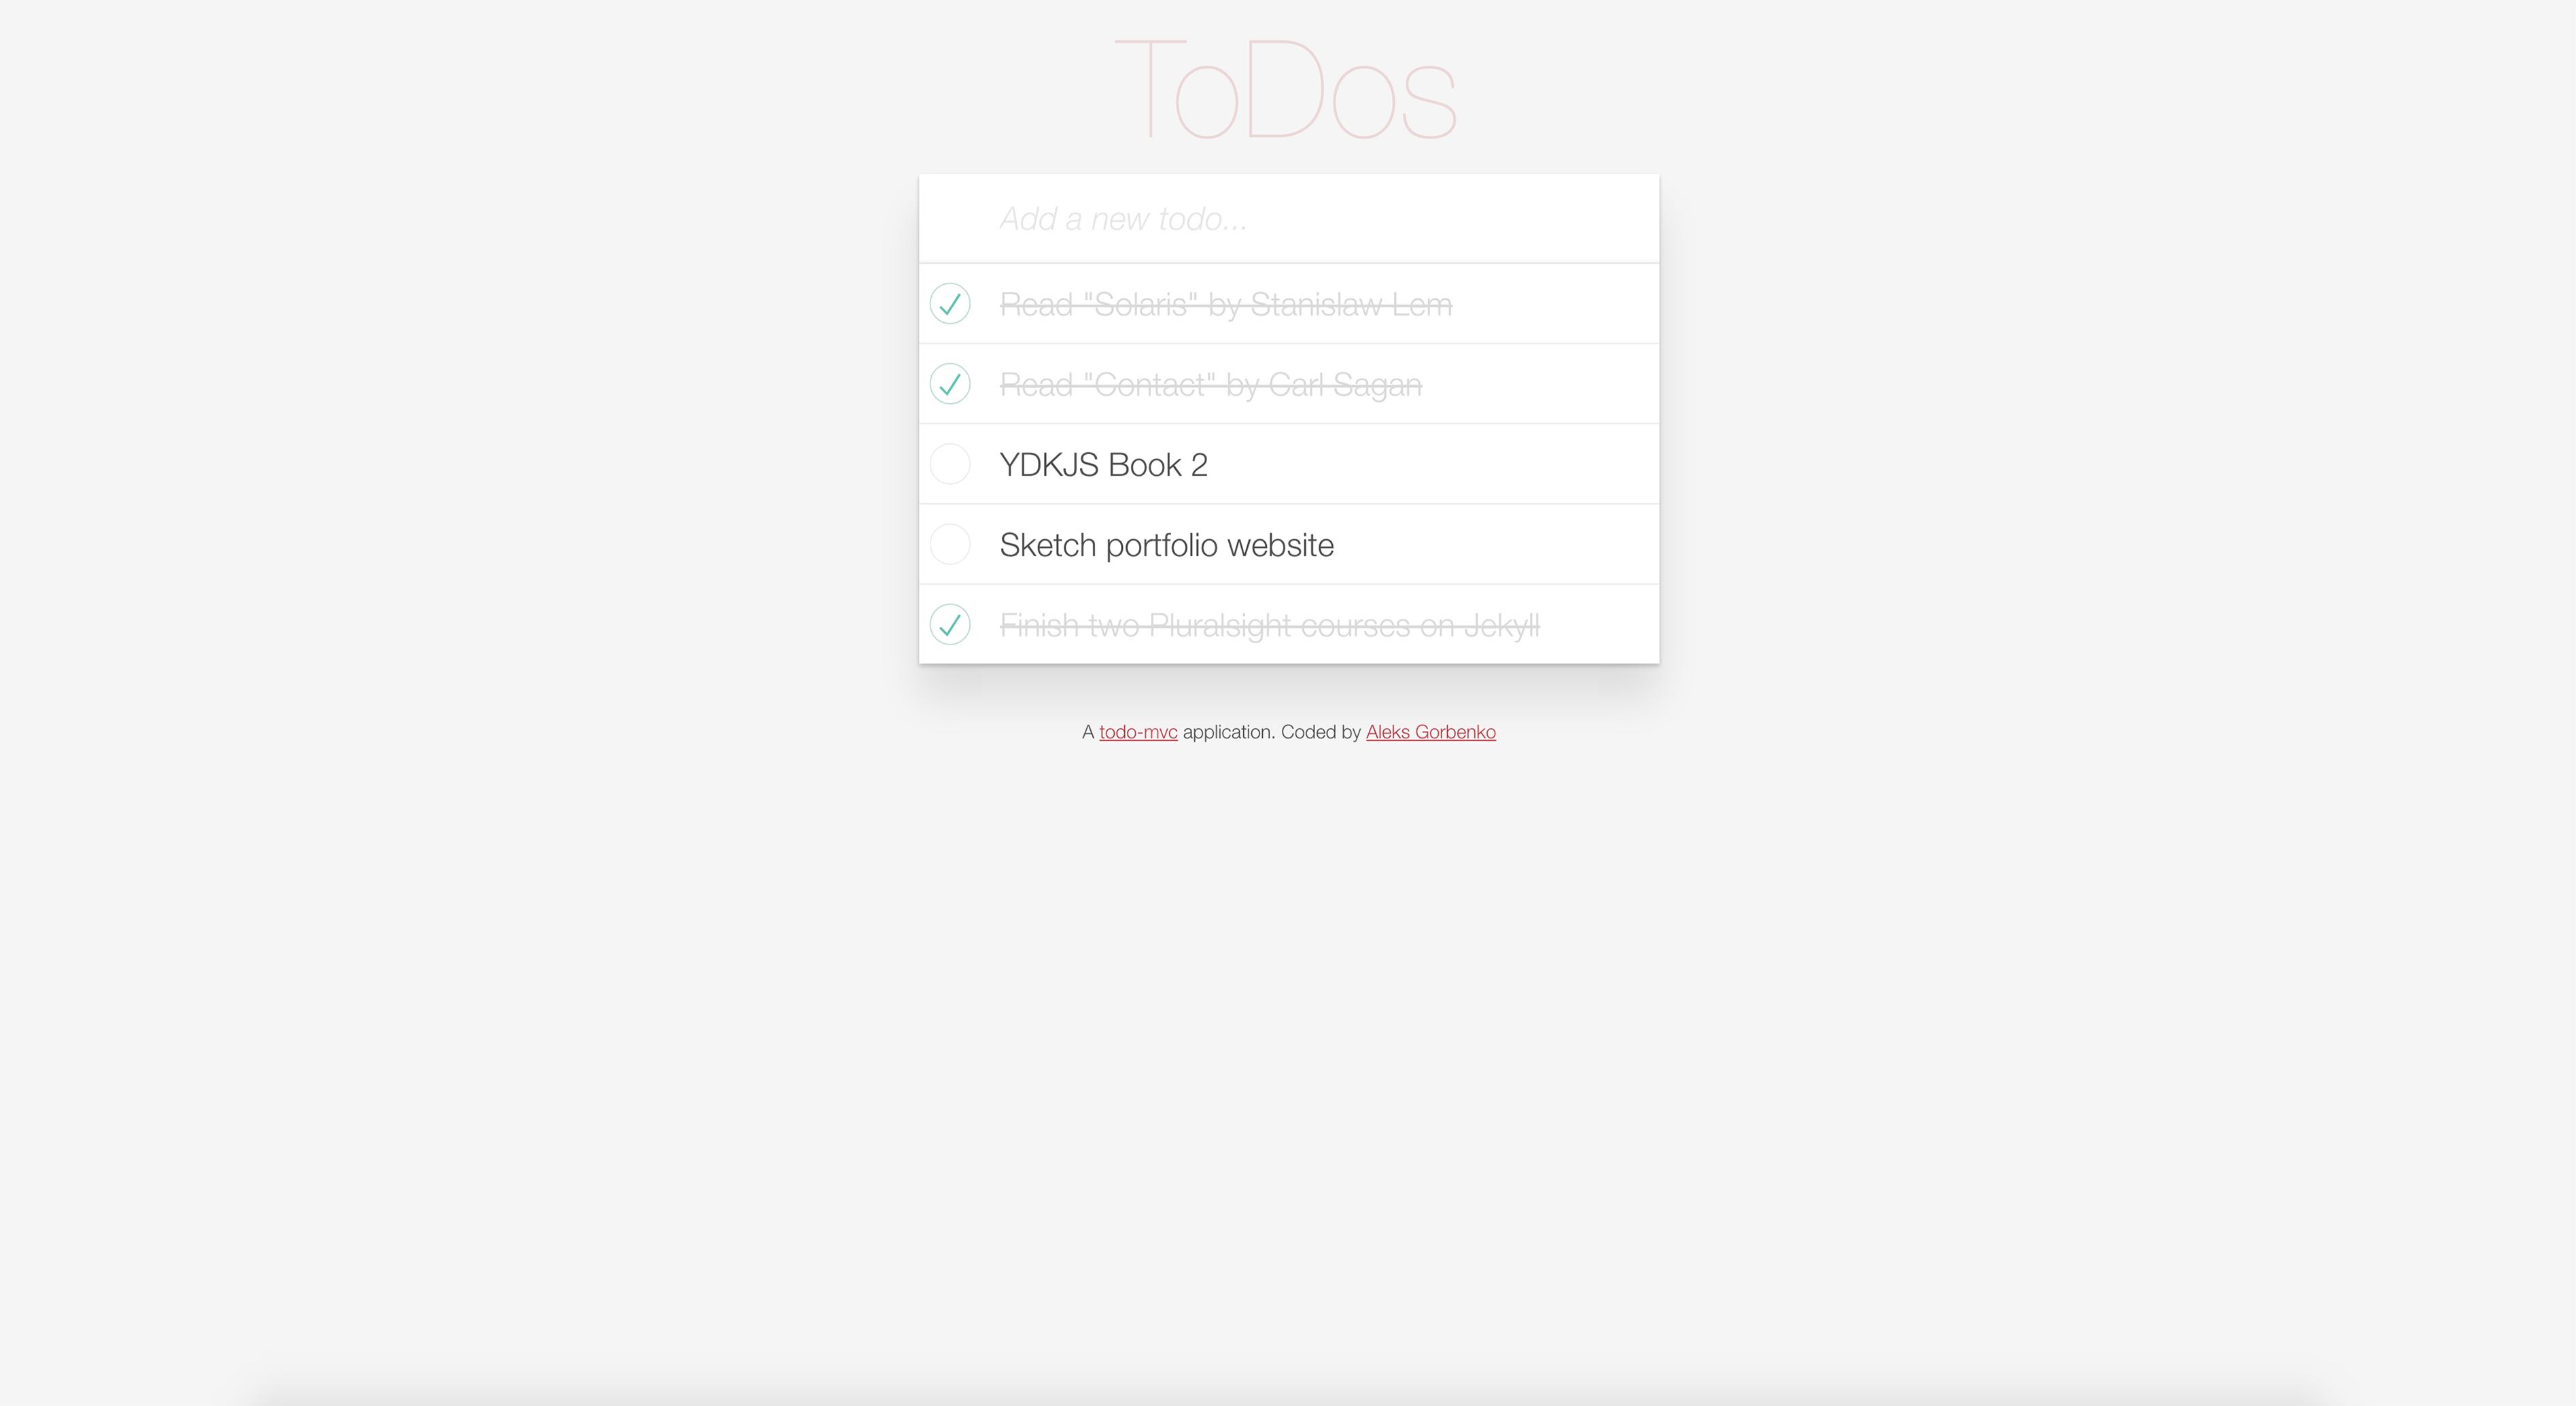 ToDos
Add a new todo...
Read "Solaris" by Stanislaw Lem
Read "Contact" by Carl Sagan
YDKJS Book 2
Sketch portfolio website
Finish two Pluralsight courses on Jekyll
A todo-mvc application. Coded by Aleks Gorbenko